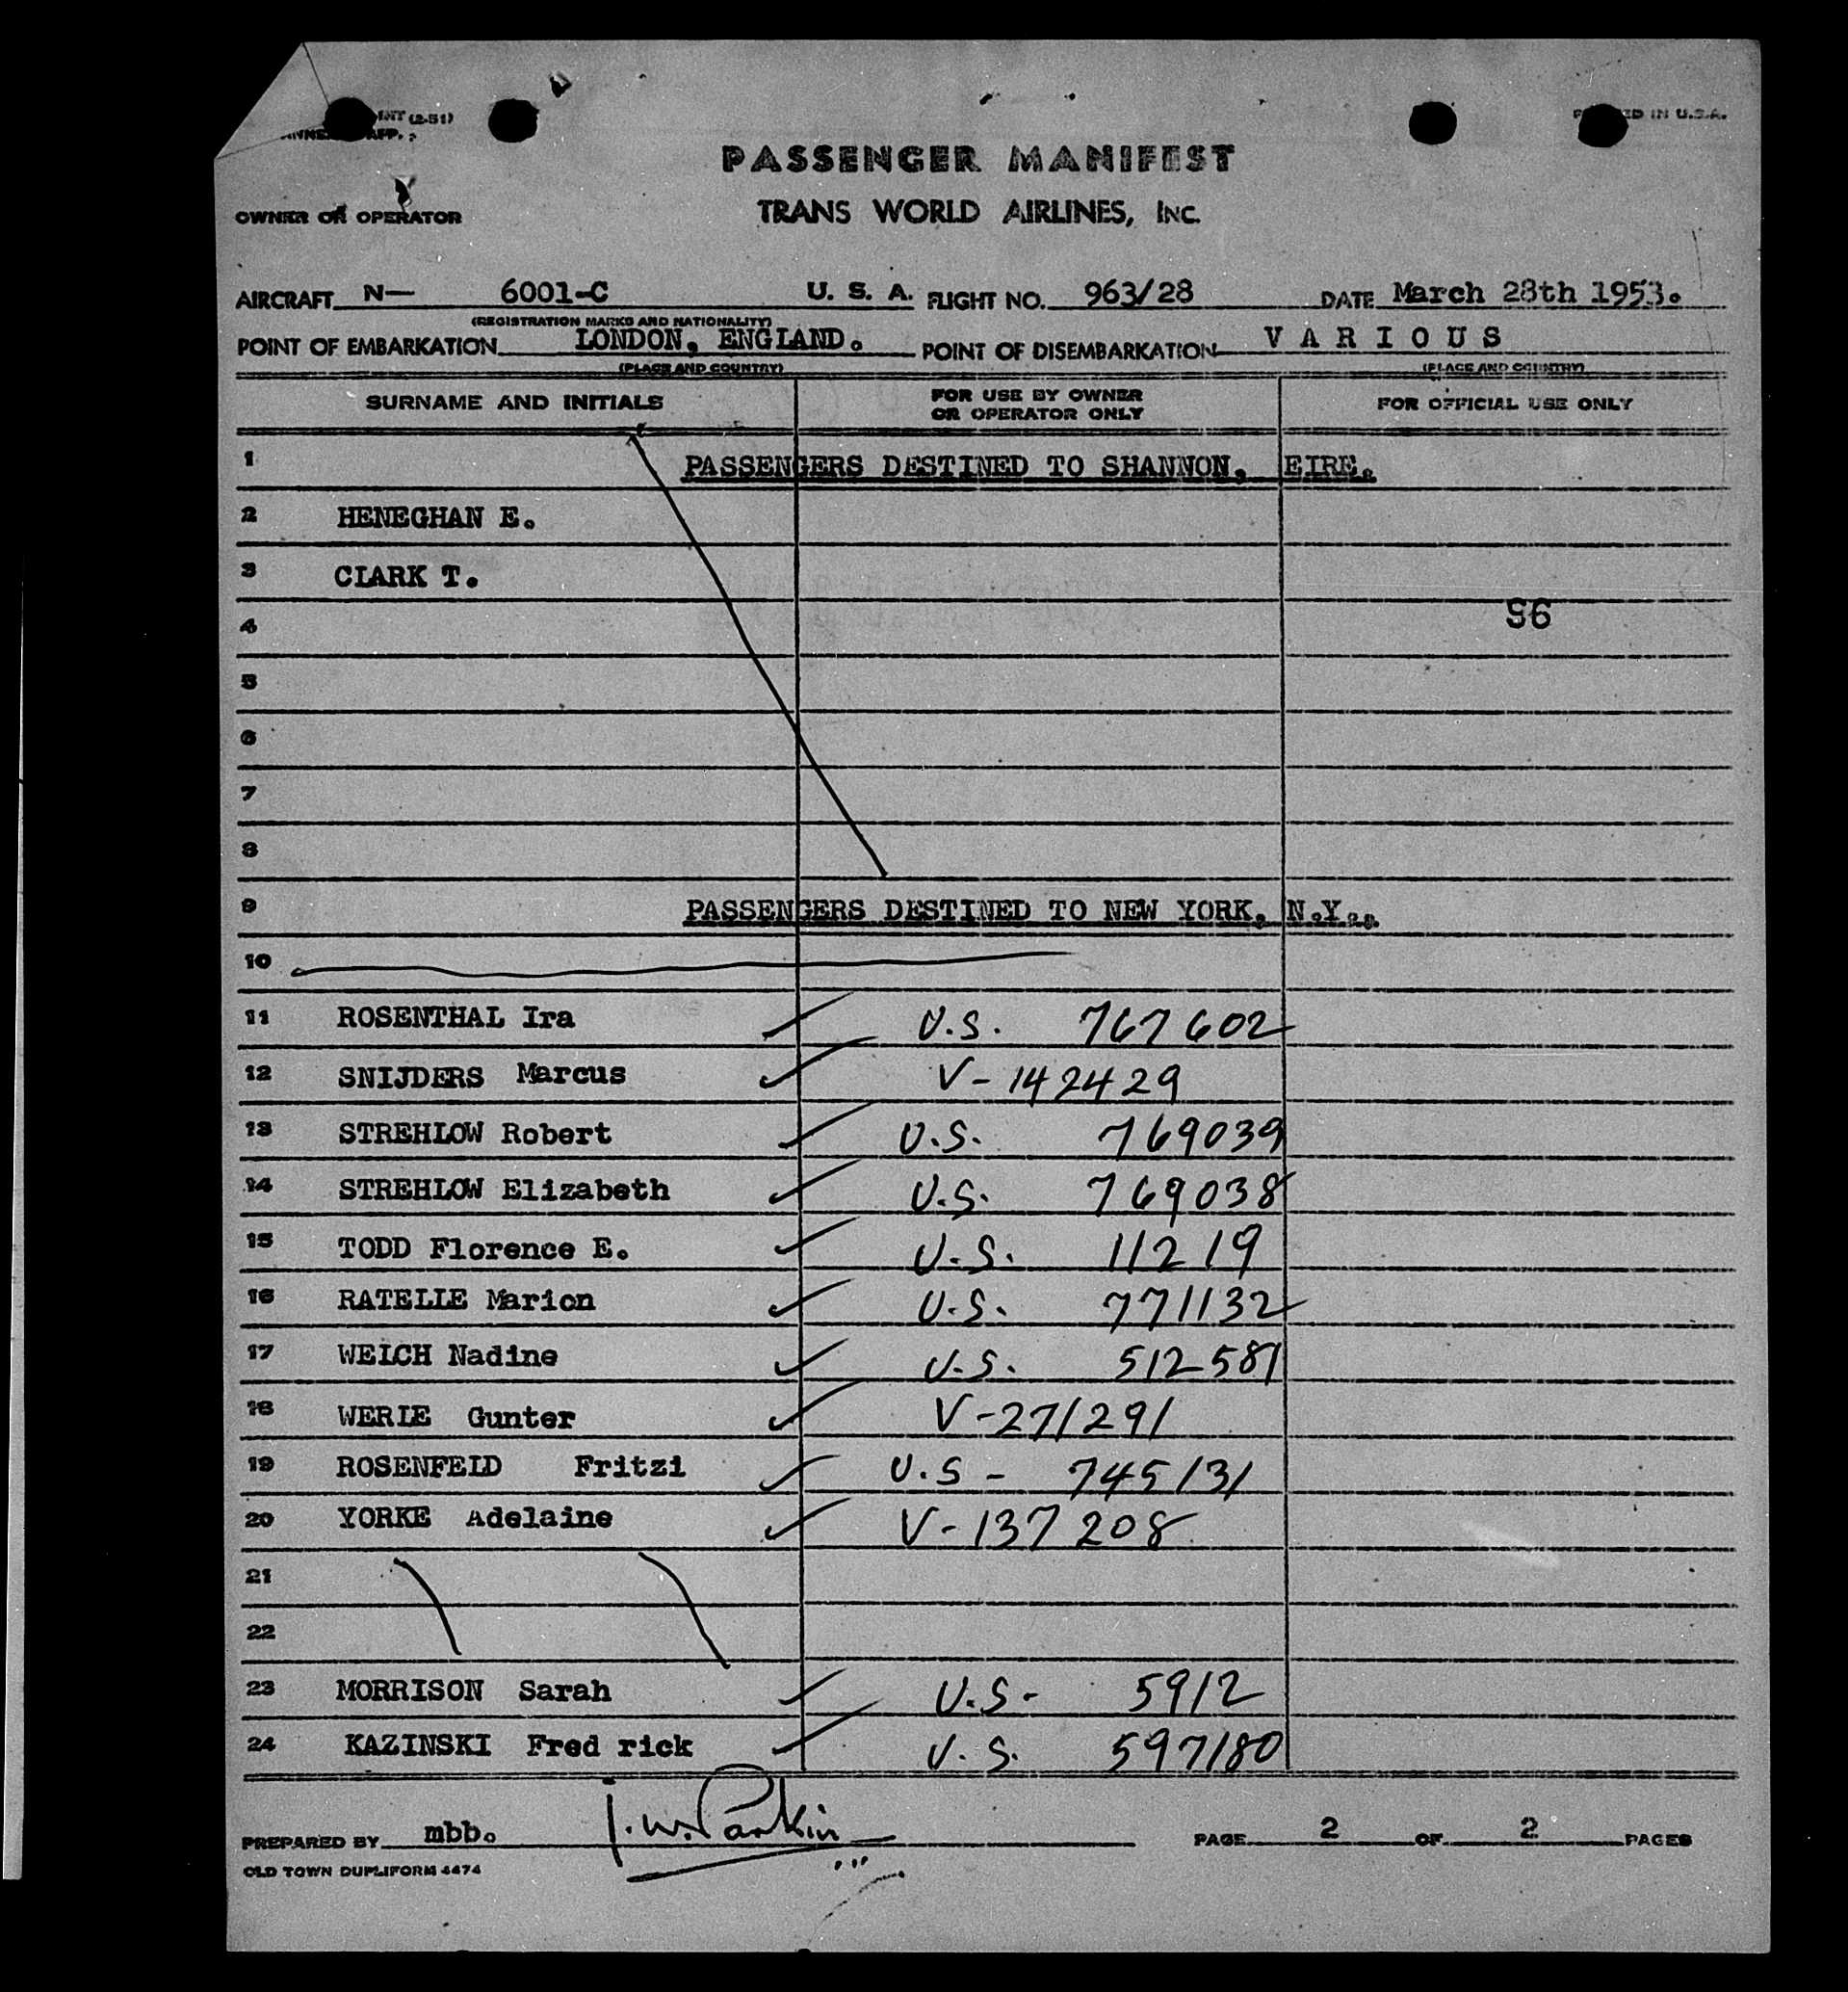 (2-51)
PRINTED IN U.S.A.
PASSENGER MANIFEST
OWNER OR OPERATOR TRANS WORLD AIRLINES, INC.
AIRCRAFT N— 6001-C U. S. A. FLIGHT NO. 963/28 DATE March 28th 1953.
(REGISTRATION MARKS AND NATIONALITY)
POINT OF EMBARKATION LONDON, ENGLAND. POINT OF DISEMBARKATION V A R I O U S
(PLACE AND COUNTRY) (PLACE AND COUNTRY)
SURNAME AND INITIALS FOR USE BY OWNER OR OPERATOR ONLY FOR OFFICIAL USE ONLY
1 PASSENGERS DESTINED TO SHANNON, EIRE.
2 HENEGHAN E.
3 CLARK T.
4 96
5
6
7
8
9 PASSENGERS DESTINED TO NEW YORK, N.Y..
10
11 ROSENTHAL Ira U.S. 767602
12 SNIJDERS Marcus V-142429
13 STREHLOW Robert U.S. 769039
14 STREHLOW Elizabeth U.S. 769038
15 TODD Florence E. U.S. 11219
16 RATELLE Marion U.S. 771132
17 WELCH Nadine U.S. 512581
18 WERLE Gunter V-271291
19 ROSENFELD Fritzi U.S - 745131
20 YORKE Adelaine V-137208
21
22
23 MORRISON Sarah U.S- 5912
24 KAZINSKI Fred rick U.S. 597180
PREPARED BY mbb. J.W. Parkin PAGE 2 OF 2 PAGES
OLD TOWN DUPLIFORM 4474